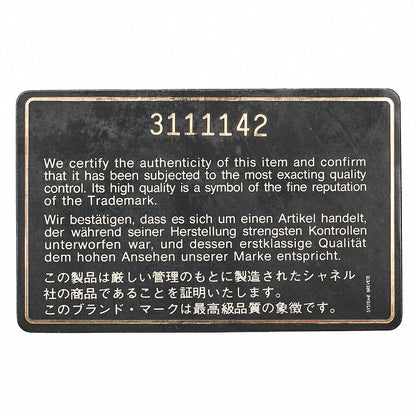 3111142
We certify the authenticity of this item and confirm
that it has been subjected to the most exacting quality
control. Its high quality is a symbol of the fine reputation
of the Trademark.
Wir bestätigen, dass es sich um einen Artikel handelt,
der während seiner Herstellung strengsten Kontrollen
unterworfen war, und dessen erstklassige Qualität
dem hohen Ansehen unserer Marke entspricht.
この製品は厳しい管理のもとに製造されたシャネル
社の商品であることを証明いたします。
このブランド・マークは最高級品質の象徴です。
SYSTEME BREVETE